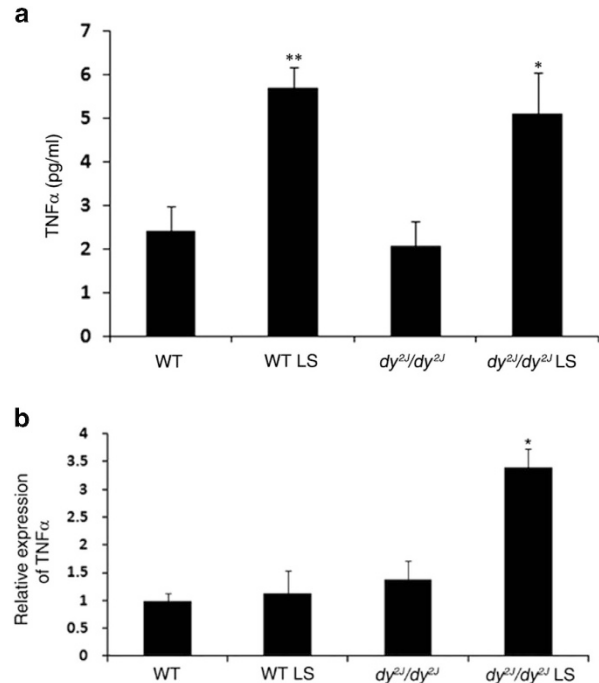 a
7
6
5
4
3
2
1
0
TNFα (pg/ml)
**
*
WT
WT LS
dy²ᴶ/dy²ᴶ
dy²ᴶ/dy²ᴶ LS
b
4
3.5
3
2.5
2
1.5
1
0.5
0
Relative expression
of TNFα
*
WT
WT LS
dy²ᴶ/dy²ᴶ
dy²ᴶ/dy²ᴶ LS